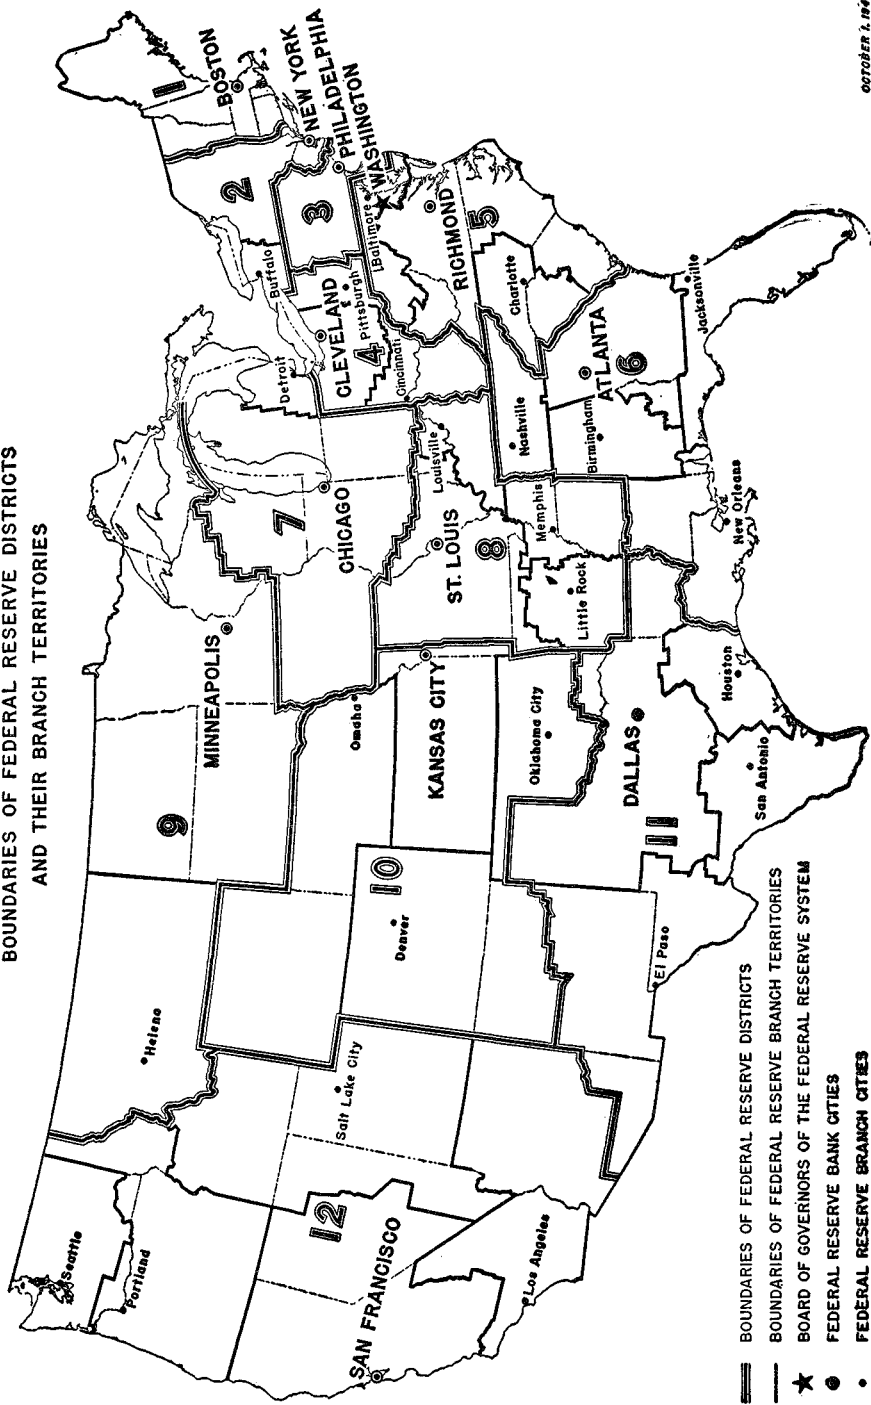 BOUNDARIES OF FEDERAL RESERVE DISTRICTS
AND THEIR BRANCH TERRITORIES
Seattle
Portland
Helena
9
MINNEAPOLIS
1
BOSTON
2
NEW YORK
PHILADELPHIA
WASHINGTON
3
Buffalo
Baltimore
Detroit
CLEVELAND
Pittsburgh
4
Cincinnati
7
CHICAGO
12
SAN FRANCISCO
Salt Lake City
10
Denver
Omaha
KANSAS CITY
ST. LOUIS
8
Louisville
RICHMOND
5
Charlotte
Los Angeles
Oklahoma City
Little Rock
Memphis
Nashville
Birmingham
ATLANTA
6
El Paso
11
DALLAS
San Antonio
Houston
New Orleans
Jacksonville
BOUNDARIES OF FEDERAL RESERVE DISTRICTS
BOUNDARIES OF FEDERAL RESERVE BRANCH TERRITORIES
BOARD OF GOVERNORS OF THE FEDERAL RESERVE SYSTEM
FEDERAL RESERVE BANK CITIES
FEDERAL RESERVE BRANCH CITIES
OCTOBER 1,